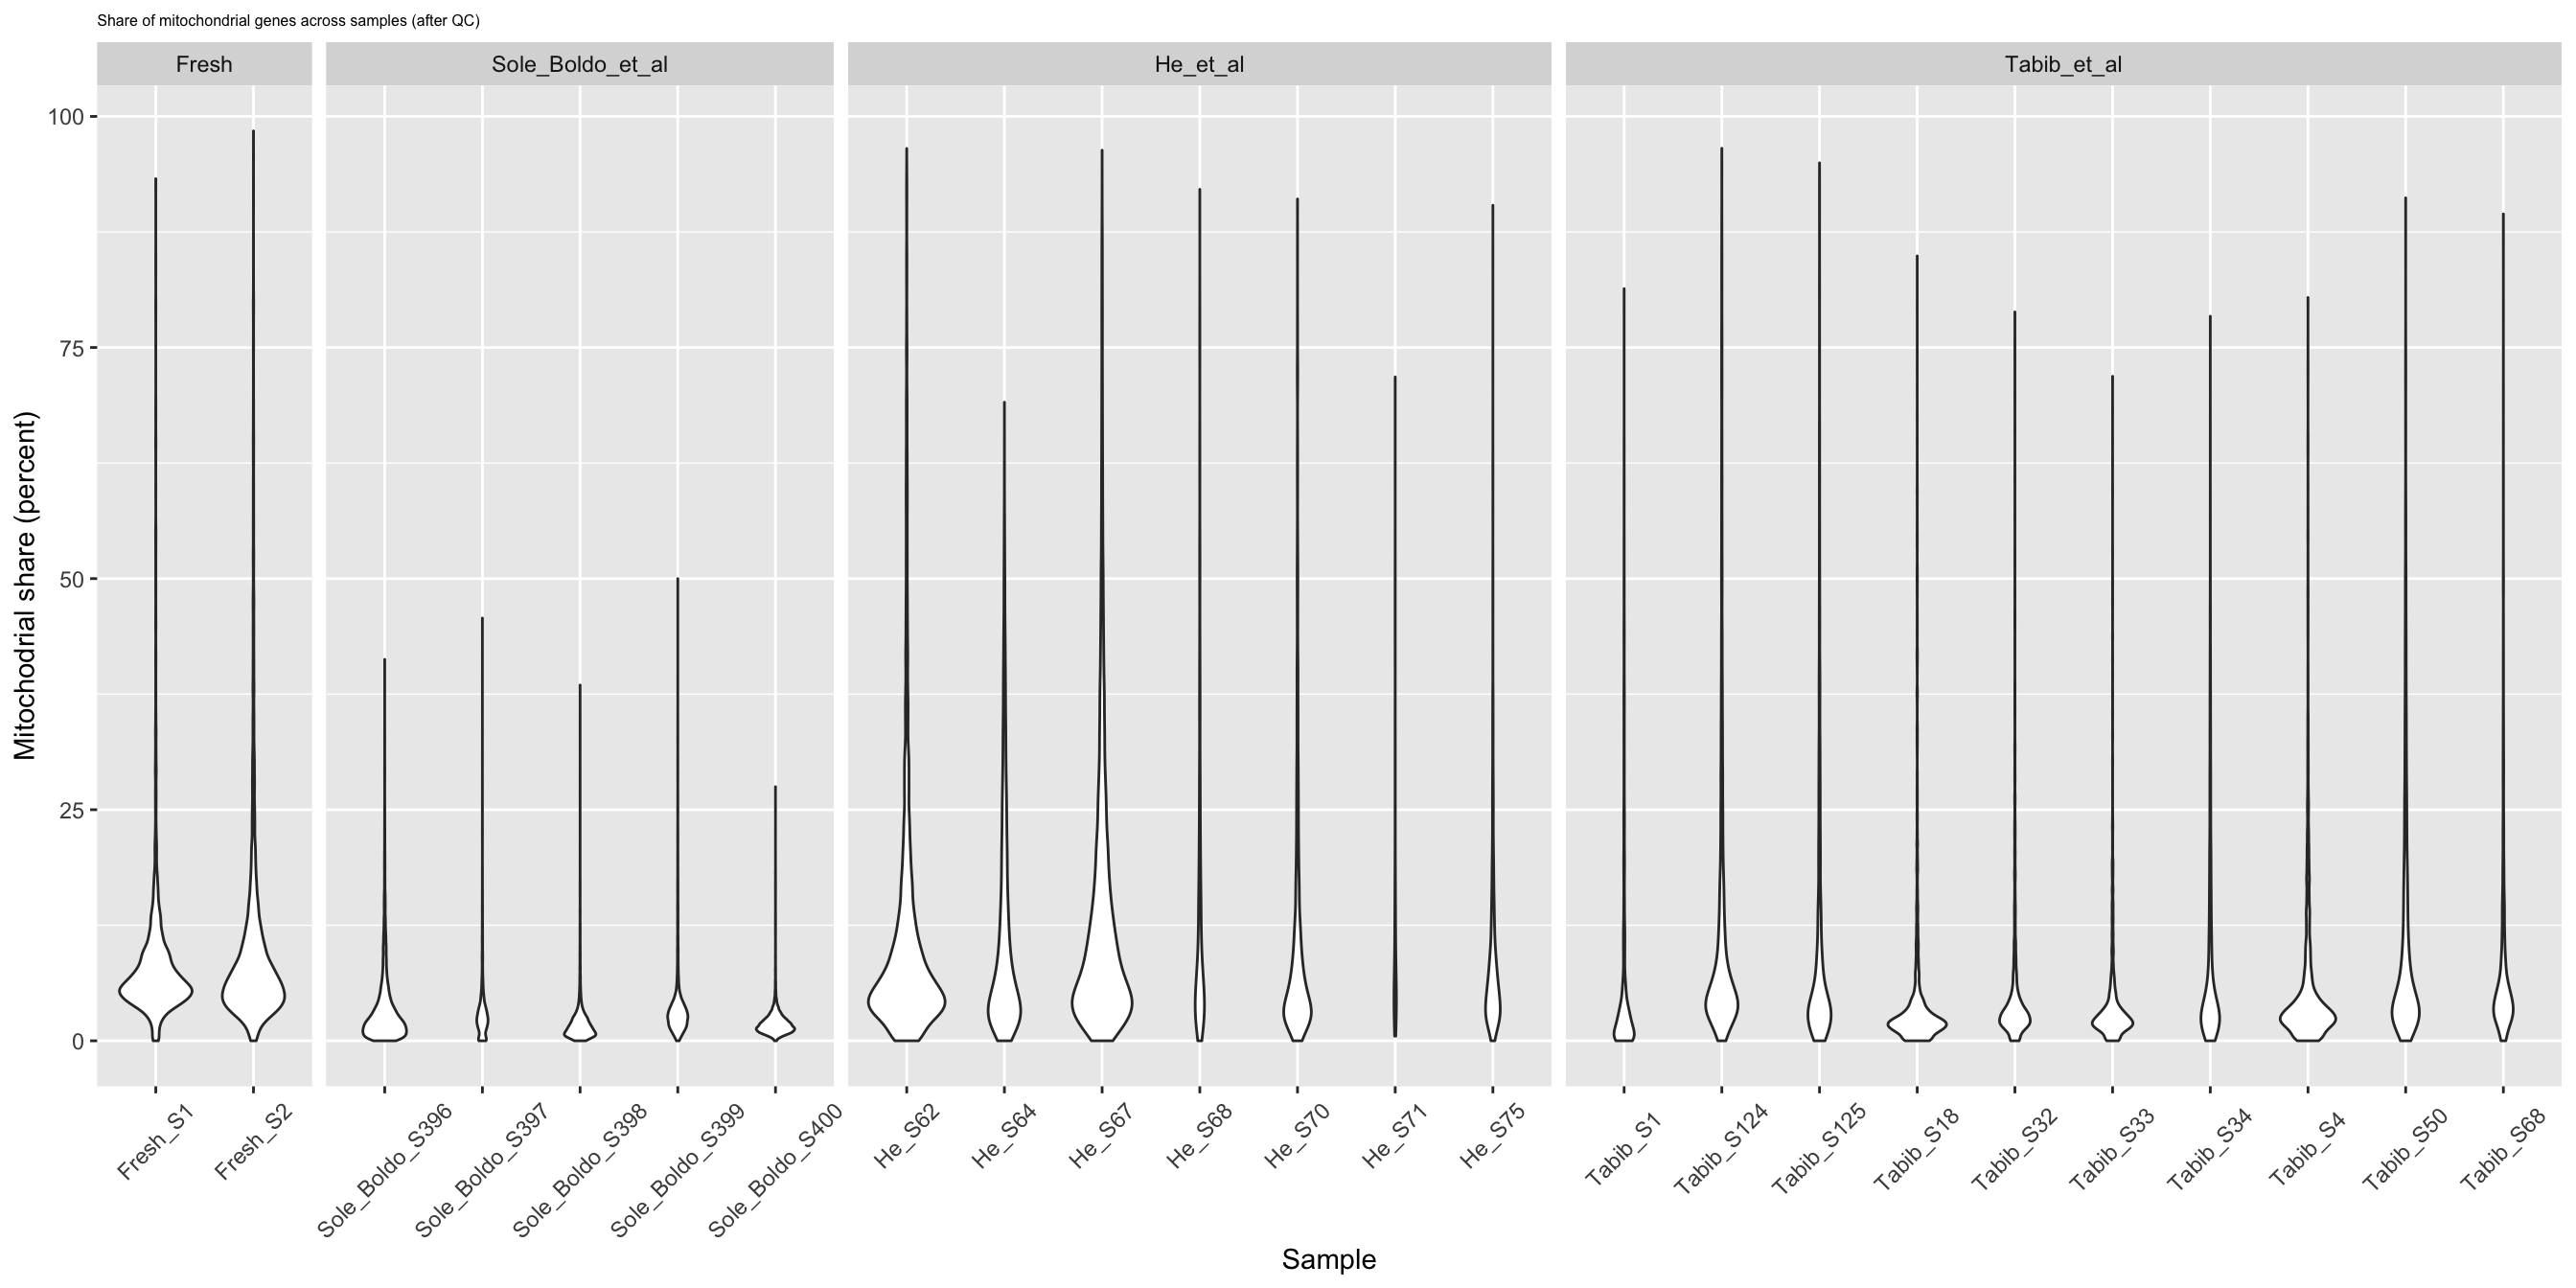 Share of mitochondrial genes across samples (after QC)
Fresh
Sole_Boldo_et_al
He_et_al
Tabib_et_al
Mitochodrial share (percent)
100
75
50
25
0
Fresh_S1
Fresh_S2
Sole_Boldo_S396
Sole_Boldo_S397
Sole_Boldo_S398
Sole_Boldo_S399
Sole_Boldo_S400
He_S62
He_S64
He_S67
He_S68
He_S70
He_S71
He_S75
Tabib_S1
Tabib_S124
Tabib_S125
Tabib_S18
Tabib_S32
Tabib_S33
Tabib_S34
Tabib_S4
Tabib_S50
Tabib_S68
Sample